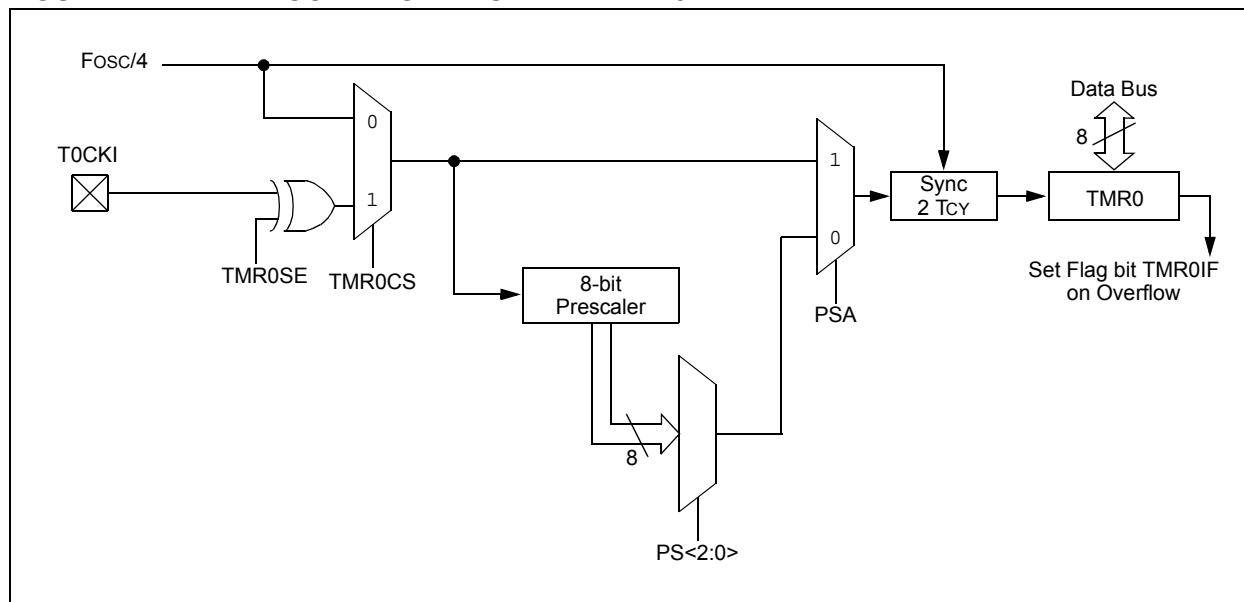 FOSC/4
Data Bus
8
T0CKI
0
1
1
0
Sync
2 TCY
TMR0
TMR0SE
TMR0CS
8-bit
Prescaler
PSA
Set Flag bit TMR0IF
on Overflow
8
PS<2:0>